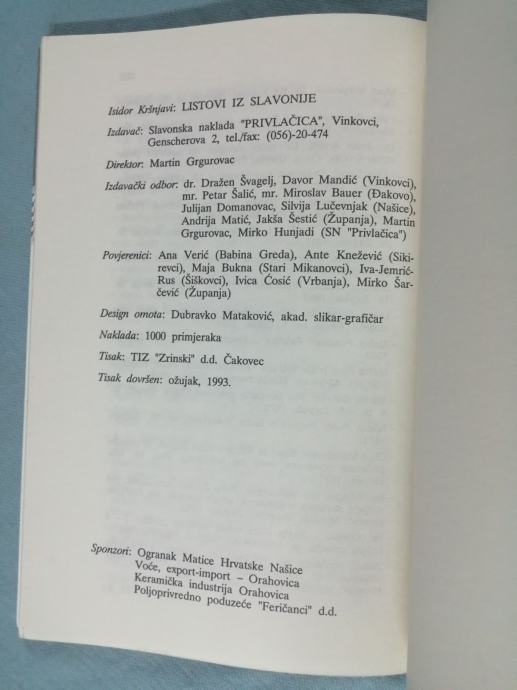 Isidor Kršnjavi: LISTOVI IZ SLAVONIJE
Izdavač: Slavonska naklada "PRIVLAČICA", Vinkovci,
Genscherova 2, tel./fax: (056)-20-474
Direktor: Martin Grgurovac
Izdavački odbor: dr. Dražen Švagelj, Davor Mandić (Vinkovci),
mr. Petar Šalić, mr. Miroslav Bauer (Đakovo),
Julijan Domanovac, Silvija Lučevnjak (Našice),
Andrija Matić, Jakša Šestić (Županja), Martin
Grgurovac, Mirko Hunjadi (SN "Privlačica")
Povjerenici: Ana Verić (Babina Greda), Ante Knežević (Siki-
revci), Maja Bukna (Stari Mikanovci), Iva-Jemrić-
Rus (Šiškovci), Ivica Ćosić (Vrbanja), Mirko Šar-
čević (Županja)
Design omota: Dubravko Mataković, akad. slikar-grafičar
Naklada: 1000 primjeraka
Tisak: TIZ "Zrinski" d.d. Čakovec
Tisak dovršen: ožujak, 1993.
Sponzori: Ogranak Matice Hrvatske Našice
Voće, export-import – Orahovica
Keramička industrija Orahovica
Poljoprivredno poduzeće "Feričanci" d.d.